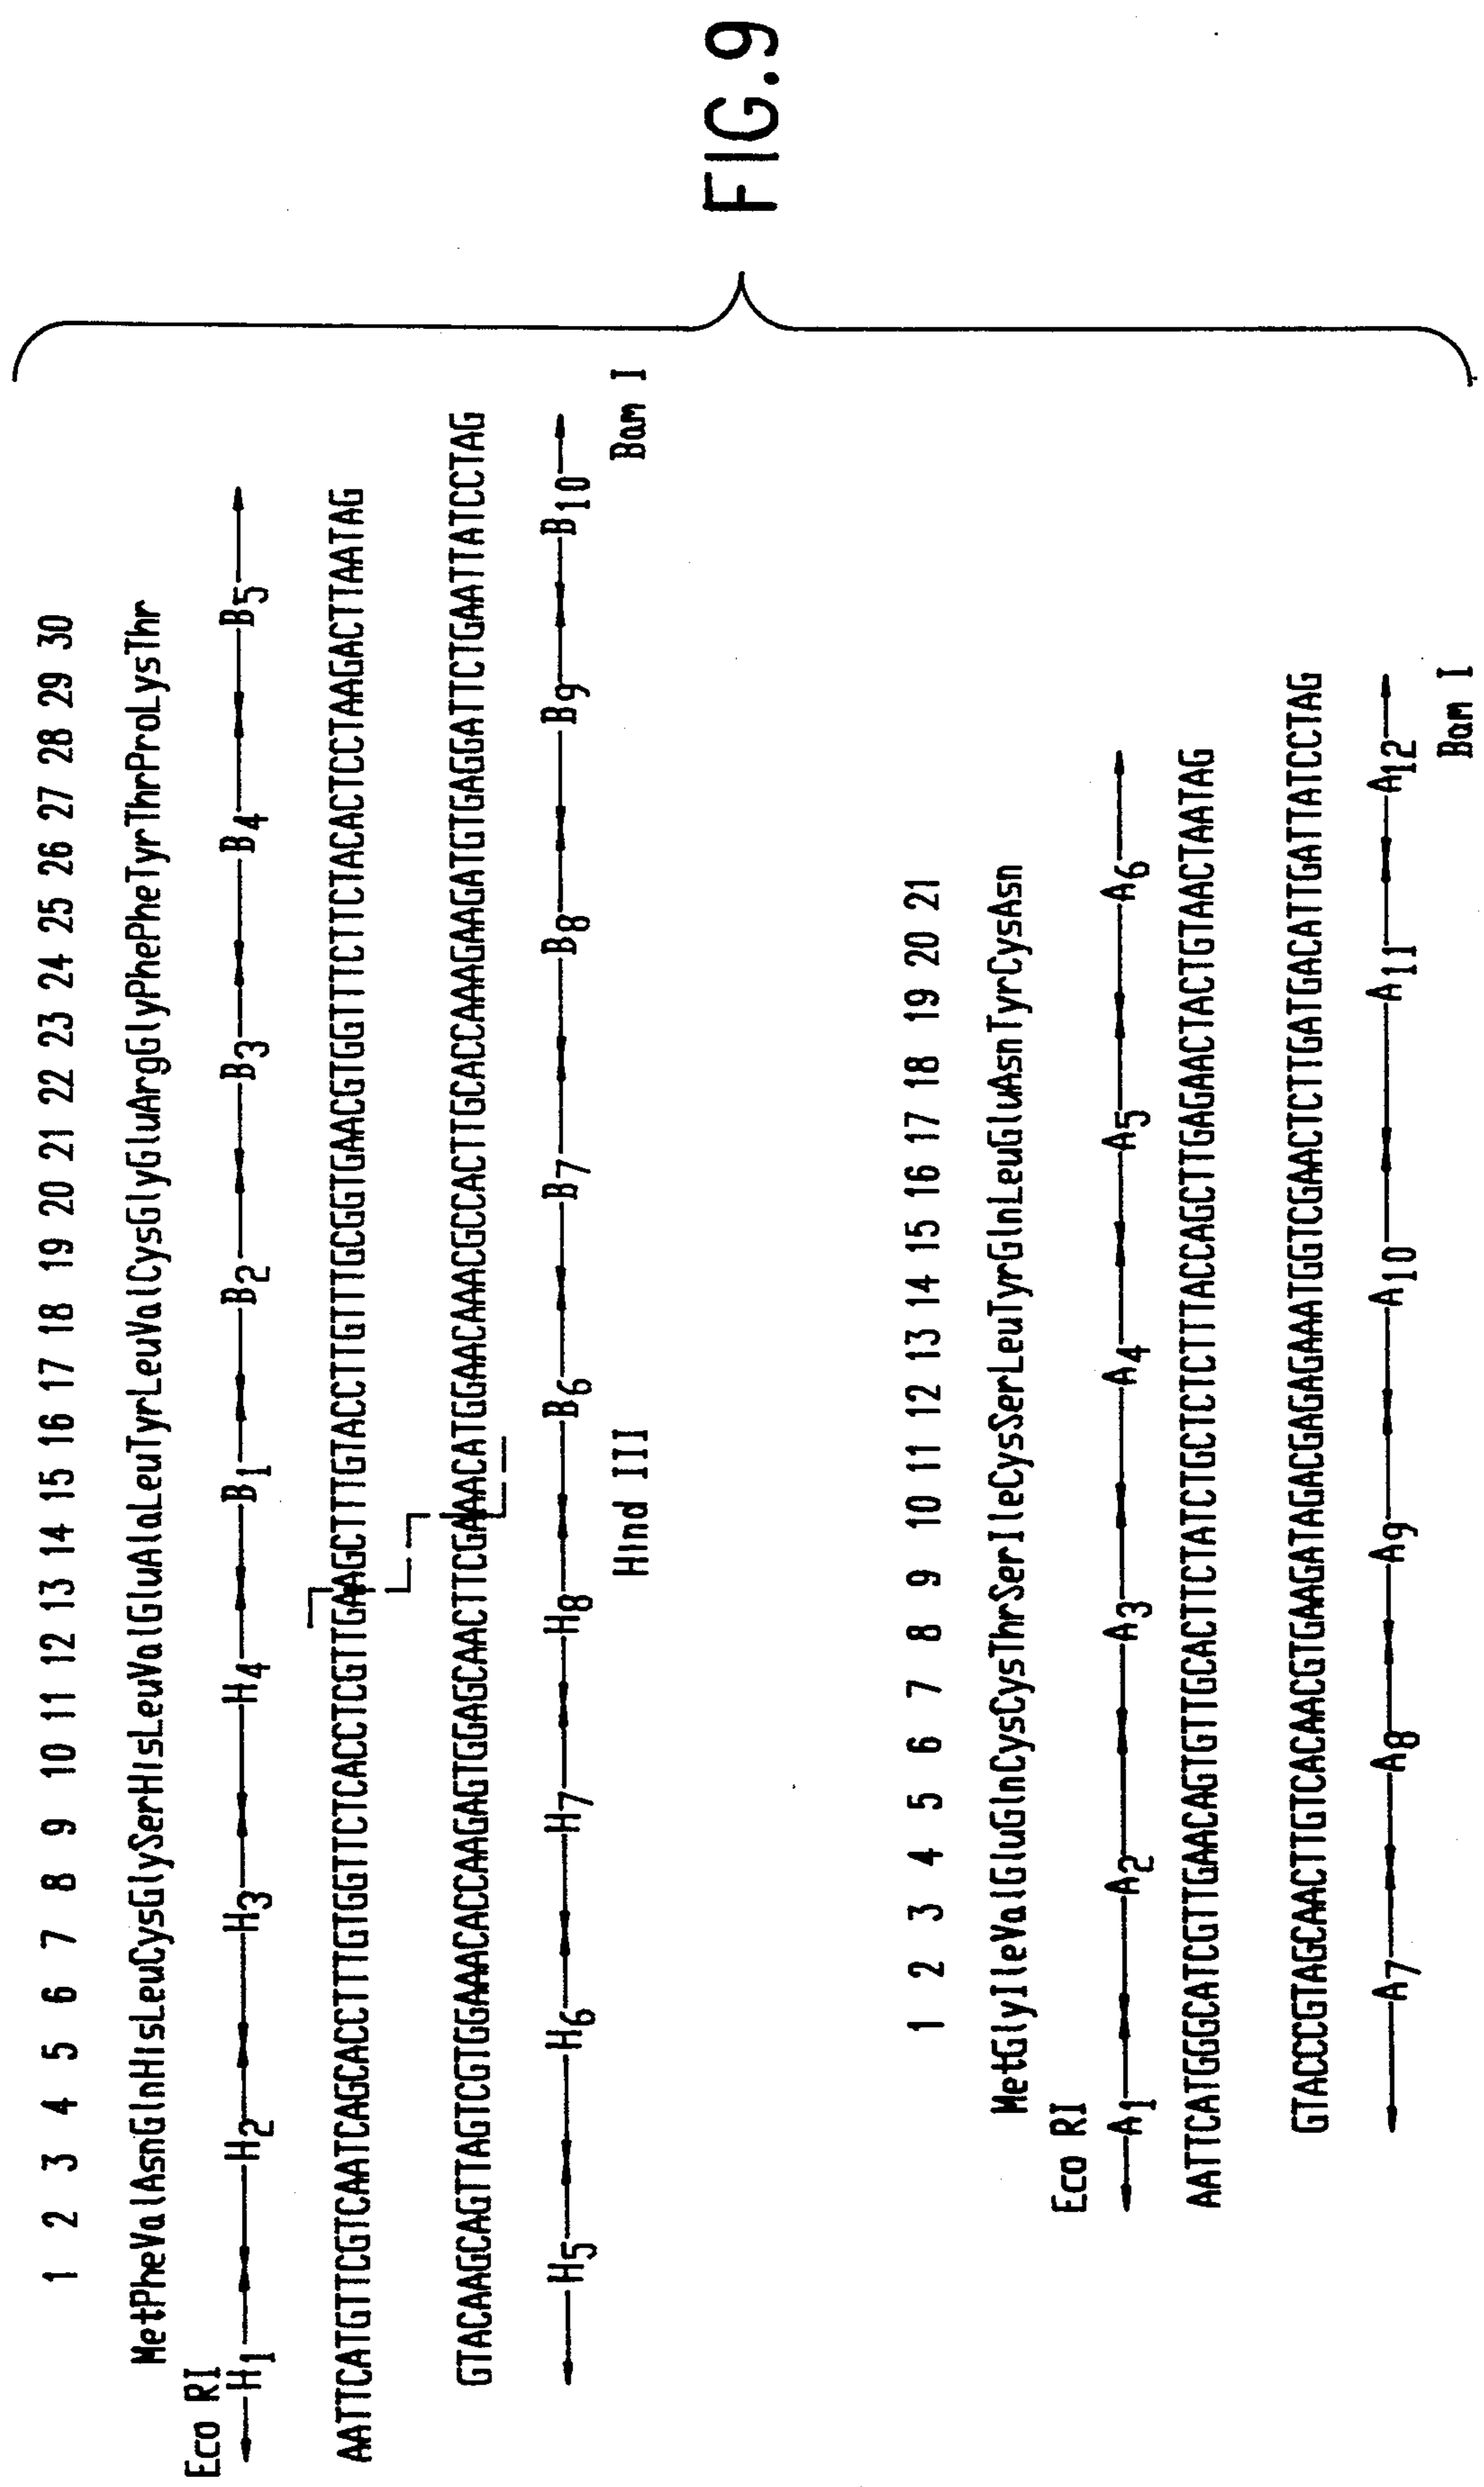 1 2 3 4 5 6 7 8 9 10 11 12 13 14 15 16 17 18 19 20 21 22 23 24 25 26 27 28 29 30
MetPheValAsnGlnHisLeuCysGlySerHisLeuValGluAlaLeuTyrLeuValCysGlyGluArgGlyPhePheTyrThrProLysThr
Eco RI
H1 H2 H3 H4 B1 B2 B3 B4 B5
AATTCATGTTCGTCAATCAGCACCTTTGTGGTTCTCACCTCGTTGAAGCTTTGTACCTTGTTTGCGGTGAACGTGGTTTCTTCTACACTCCTAAGACTTAATAG
GTACAAGCAGTTAGTCGTGGAAACACCAAGAGTGGAGCAACTTCGAAACATGGAACAAACGCCACTTGCACCAAAGAAGATGTGAGGATTCTGAATTATCCTAG
H5 H6 H7 H8 B6 B7 B8 B9 B10
Hind III Bam I
1 2 3 4 5 6 7 8 9 10 11 12 13 14 15 16 17 18 19 20 21
MetGlyIleValGluGlnCysCysThrSerIleCysSerLeuTyrGlnLeuGluAsnTyrCysAsn
Eco RI
A1 A2 A3 A4 A5 A6
AATTCATGGGCATCGTTGAACAGTGTTGCACTTCTATCTGCTCTCTTTACCAGCTTGAGAACTACTGTAACTAATAG
GTACCCGTAGCAACTTGTCACAACGTGAAGATAGACGAGAGAAATGGTCGAACTCTTGATGACATTGATTATCCTAG
A7 A8 A9 A10 A11 A12
Bam I
FIG.9